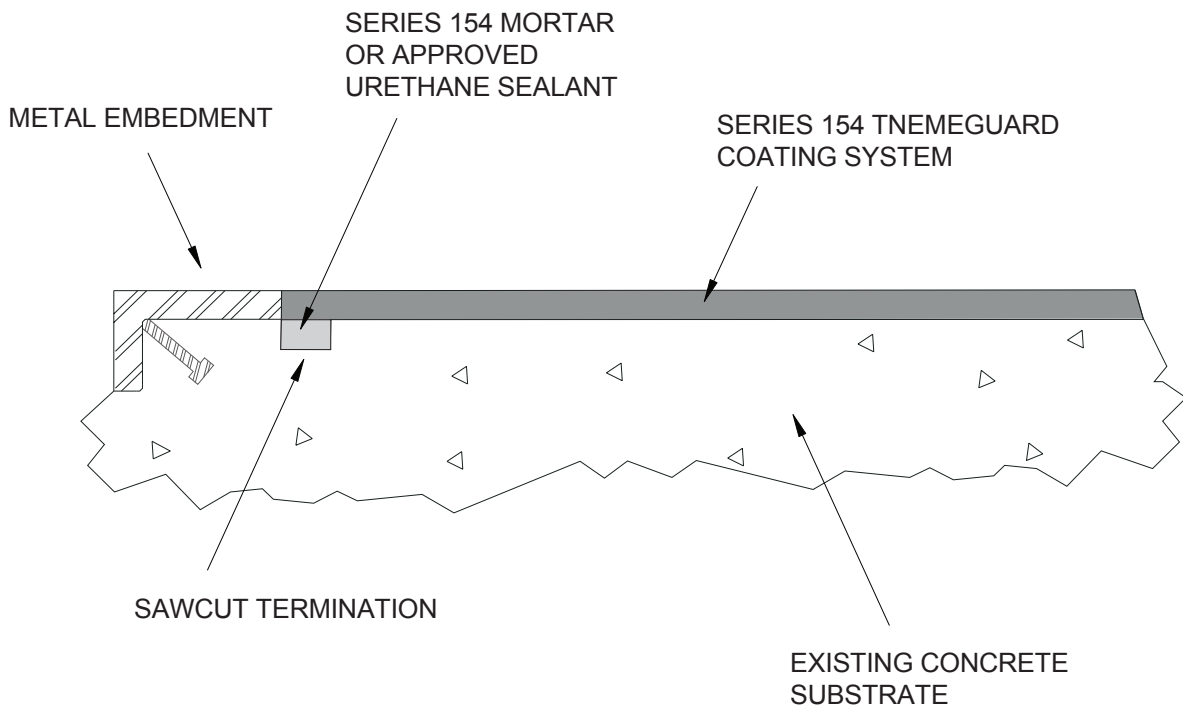 SERIES 154 MORTAR
OR APPROVED
URETHANE SEALANT
METAL EMBEDMENT
SERIES 154 TNEMEGUARD
COATING SYSTEM
SAWCUT TERMINATION
EXISTING CONCRETE
SUBSTRATE